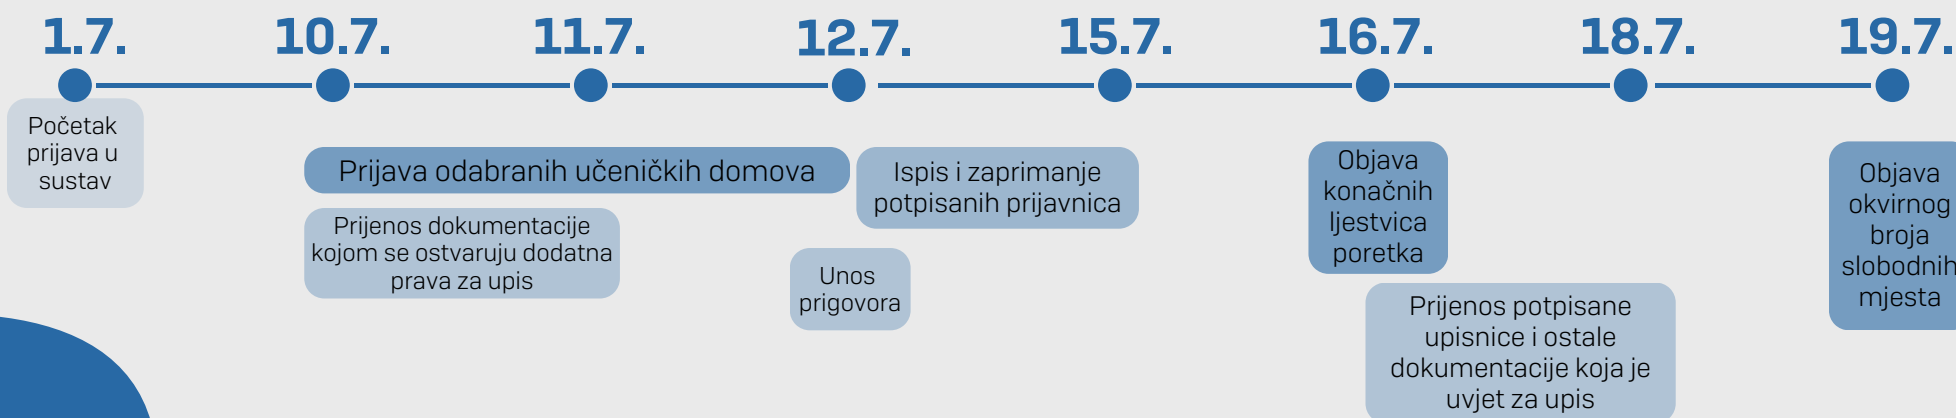 1.7.
10.7.
11.7.
12.7.
15.7.
16.7.
18.7.
19.7.
Početak
prijava u
sustav
Prijava odabranih učeničkih domova
Prijenos dokumentacije
kojom se ostvaruju dodatna
prava za upis
Ispis i zaprimanje
potpisanih prijavnica
Unos
prigovora
Objava
konačnih
ljestvica
poretka
Prijenos potpisane
upisnice i ostale
dokumentacije koja je
uvjet za upis
Objava
okvirnog
broja
slobodnih
mjesta